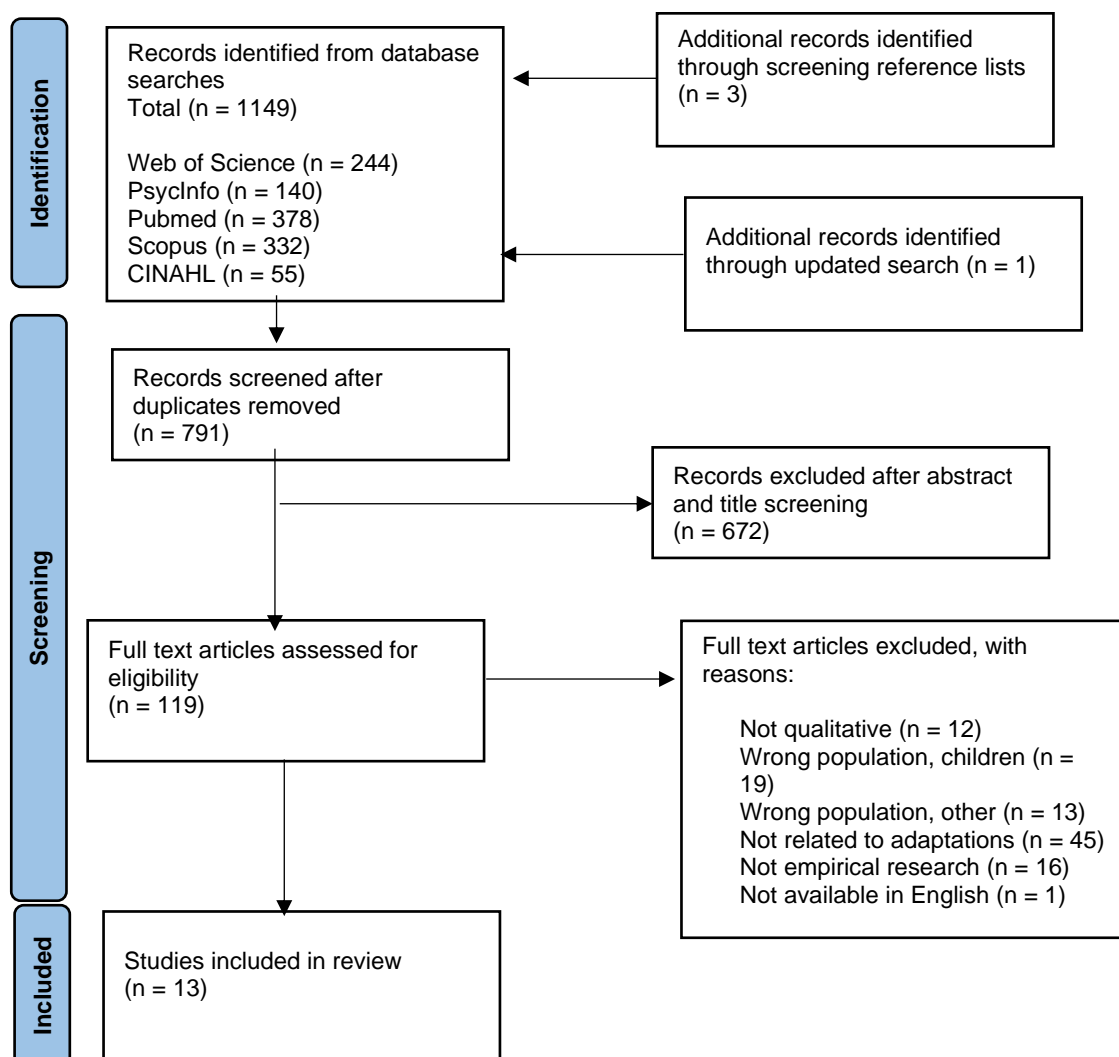 Identification
Records identified from database
searches
Total (n = 1149)
Web of Science (n = 244)
PsycInfo (n = 140)
Pubmed (n = 378)
Scopus (n = 332)
CINAHL (n = 55)
Additional records identified
through screening reference lists
(n = 3)
Additional records identified
through updated search (n = 1)
Screening
Records screened after
duplicates removed
(n = 791)
Records excluded after abstract
and title screening
(n = 672)
Full text articles assessed for
eligibility
(n = 119)
Full text articles excluded, with
reasons:
Not qualitative (n = 12)
Wrong population, children (n =
19)
Wrong population, other (n = 13)
Not related to adaptations (n = 45)
Not empirical research (n = 16)
Not available in English (n = 1)
Included
Studies included in review
(n = 13)